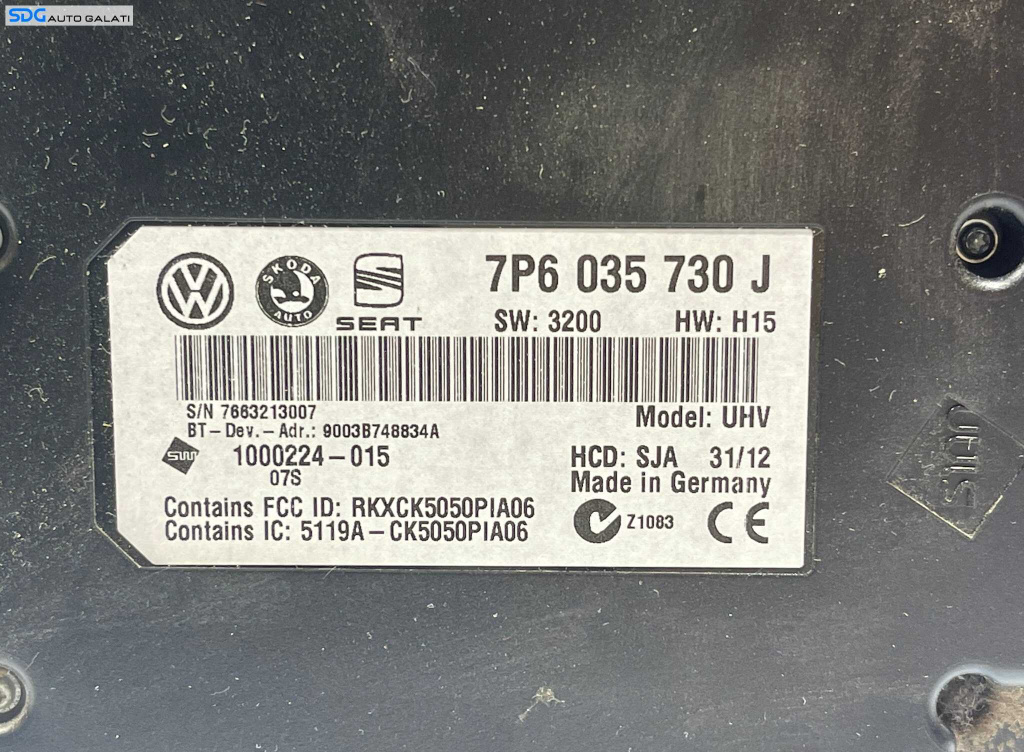 SDG AUTO GALATI
SKODA
AUTO
SEAT
7P6 035 730 J
SW: 3200 HW: H15
S/N 7663213007
Model: UHV
BT-Dev.-Adr.: 9003B748834A
SW 1000224-015
HCD: SJA 31/12
07S
Made in Germany
Contains FCC ID: RKXCK5050PIA06
Z1083 CE
Contains IC: 5119A-CK5050PIA06